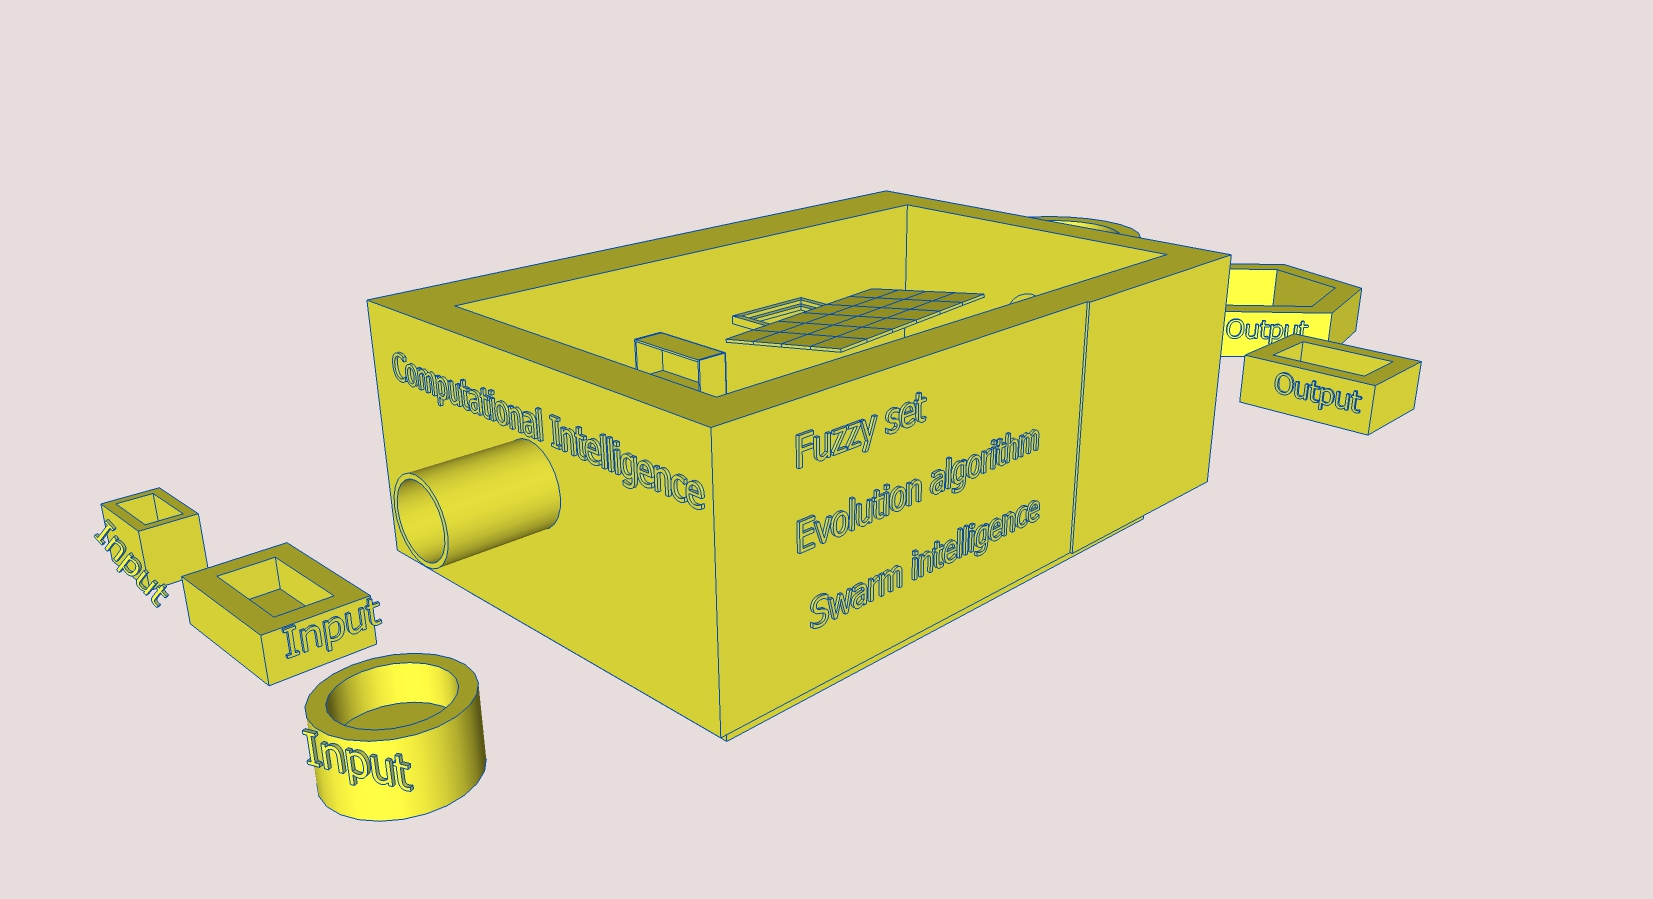 Computational Intelligence
Fuzzy set
Evolution algorithm
Swarm intelligence
Input
Input
Input
Output
Output